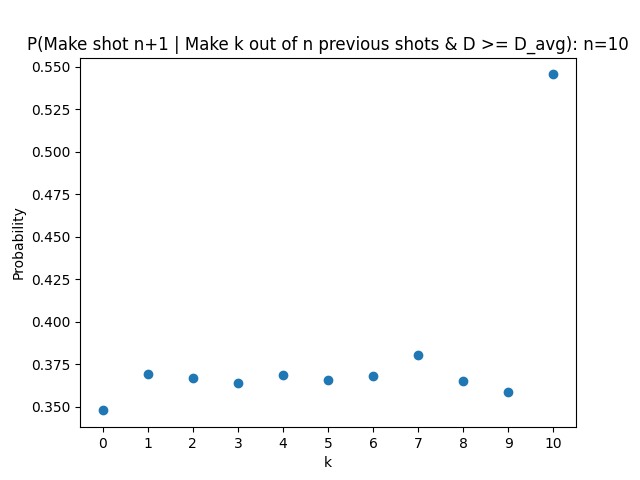 P(Make shot n+1 | Make k out of n previous shots & D >= D_avg): n=10
0.550
0.525
0.500
0.475
0.450
0.425
0.400
0.375
0.350
Probability
0 1 2 3 4 5 6 7 8 9 10
k